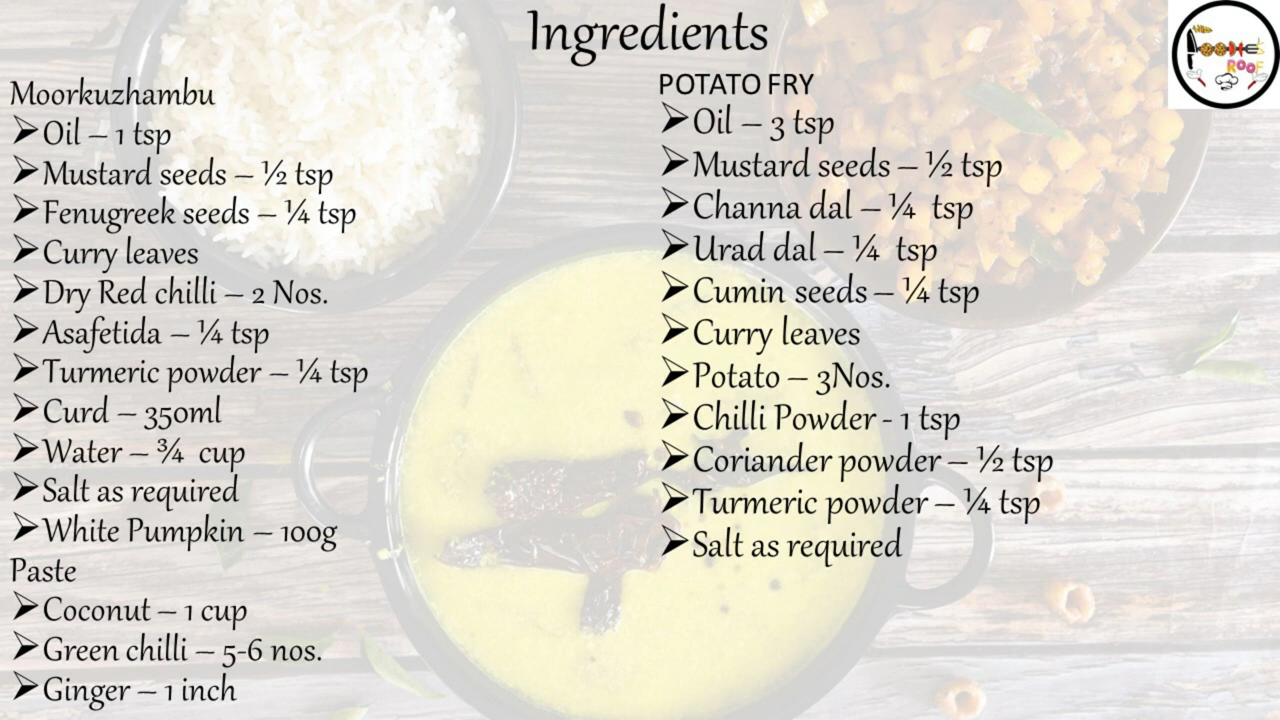 Ingredients
Moorkuzhambu
➢Oil – 1 tsp
➢Mustard seeds – ½ tsp
➢Fenugreek seeds – ¼ tsp
➢Curry leaves
➢Dry Red chilli – 2 Nos.
➢Asafetida – ¼ tsp
➢Turmeric powder – ¼ tsp
➢Curd – 350ml
➢Water – ¾ cup
➢Salt as required
➢White Pumpkin – 100g
Paste
➢Coconut – 1 cup
➢Green chilli – 5-6 nos.
➢Ginger – 1 inch
POTATO FRY
➢Oil – 3 tsp
➢Mustard seeds – ½ tsp
➢Channa dal – ¼ tsp
➢Urad dal – ¼ tsp
➢Cumin seeds – ¼ tsp
➢Curry leaves
➢Potato – 3Nos.
➢Chilli Powder - 1 tsp
➢Coriander powder – ½ tsp
➢Turmeric powder – ¼ tsp
➢Salt as required
ROOF